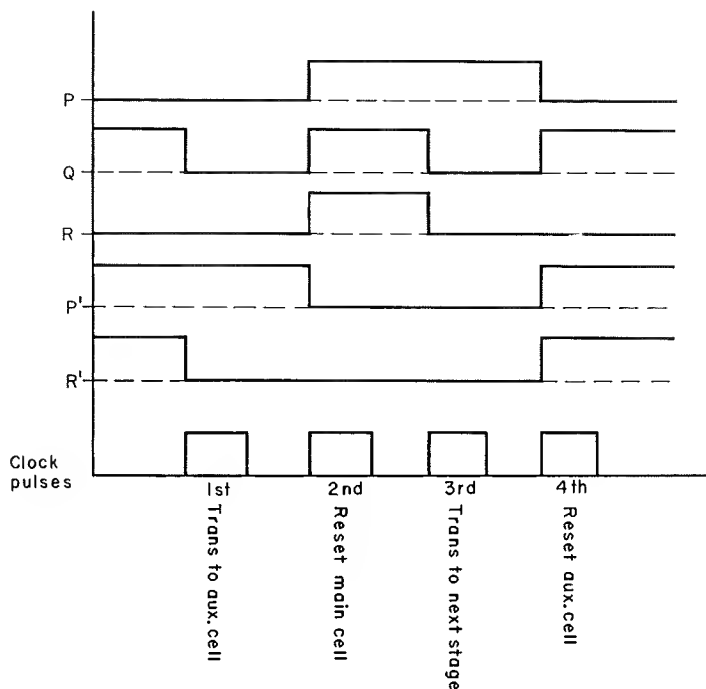 P
Q
R
P'
R'
Clock
pulses
1st
2nd
3rd
4th
Trans to aux.cell
Reset main cell
Trans to next stage
Reset aux.cell